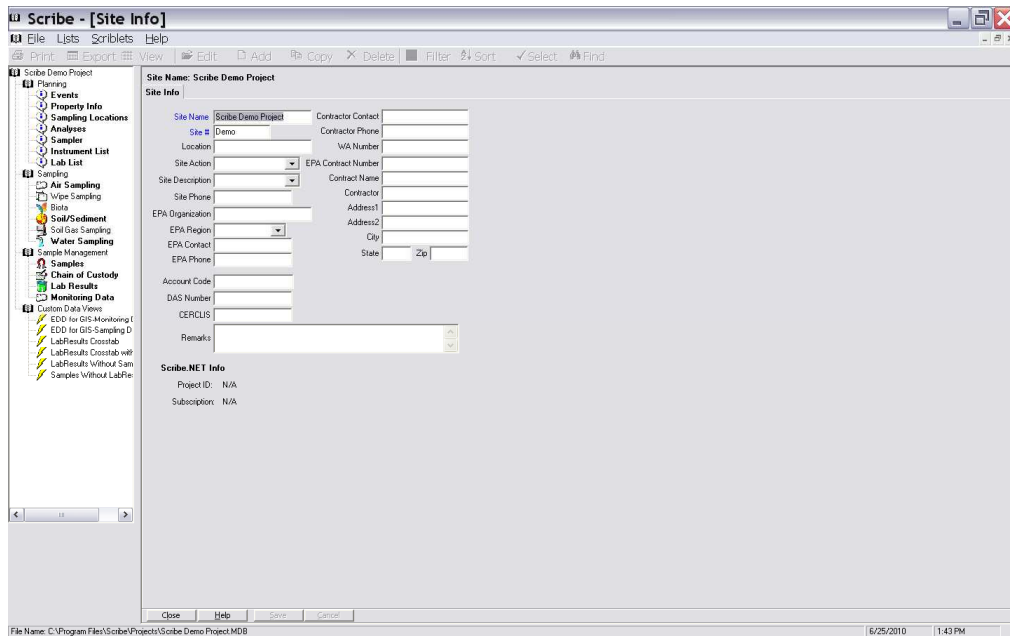 Scribe - [Site Info]
File Lists Scriblets Help
Print Export View Edit Add Copy Delete Filter Sort Select Find
Scribe Demo Project
Planning
Events
Property Info
Sampling Locations
Analyses
Sampler
Instrument List
Lab List
Sampling
Air Sampling
Wipe Sampling
Biota
Soil/Sediment
Soil Gas Sampling
Water Sampling
Sample Management
Samples
Chain of Custody
Lab Results
Monitoring Data
Custom Data Views
EDD for GIS-Monitoring D
EDD for GIS-Sampling D
LabResults Crosstab
LabResults Crosstab with
LabResults Without Sam
Samples Without LabRe
Site Name: Scribe Demo Project
Site Info
Site Name Scribe Demo Project
Site # Demo
Location
Site Action
Site Description
Site Phone
EPA Organization
EPA Region
EPA Contact
EPA Phone
Account Code
DAS Number
CERCLIS
Remarks
Contractor Contact
Contractor Phone
WA Number
EPA Contract Number
Contract Name
Contractor
Address1
Address2
City
State Zip
Scribe.NET Info
Project ID: N/A
Subscription: N/A
Close Help Save Cancel
File Name: C:\Program Files\Scribe\Projects\Scribe Demo Project.MDB 6/25/2010 1:43 PM